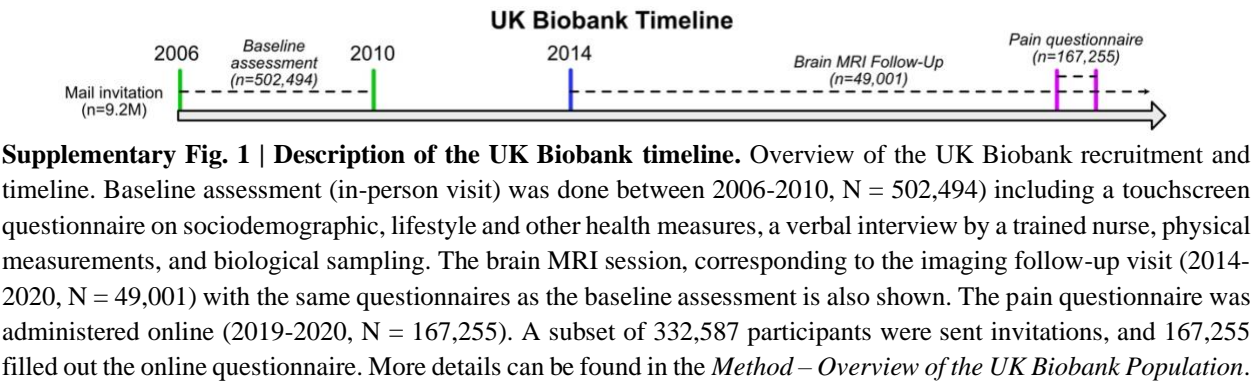 UK Biobank Timeline
2006
Baseline
assessment
(n=502,494)
2010
2014
Brain MRI Follow-Up
(n=49,001)
Pain questionnaire
(n=167,255)
Mail invitation
(n=9.2M)
Supplementary Fig. 1 | Description of the UK Biobank timeline. Overview of the UK Biobank recruitment and
timeline. Baseline assessment (in-person visit) was done between 2006-2010, N = 502,494) including a touchscreen
questionnaire on sociodemographic, lifestyle and other health measures, a verbal interview by a trained nurse, physical
measurements, and biological sampling. The brain MRI session, corresponding to the imaging follow-up visit (2014-
2020, N = 49,001) with the same questionnaires as the baseline assessment is also shown. The pain questionnaire was
administered online (2019-2020, N = 167,255). A subset of 332,587 participants were sent invitations, and 167,255
filled out the online questionnaire. More details can be found in the Method – Overview of the UK Biobank Population.